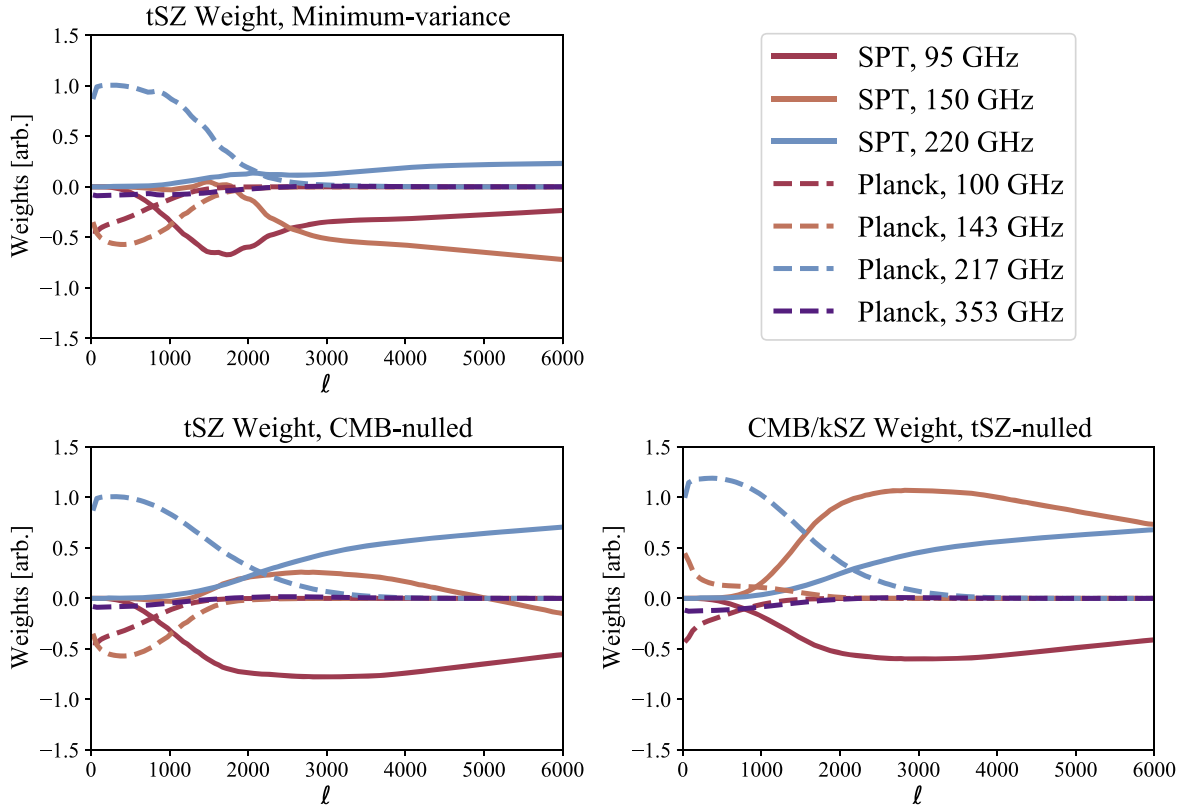 tSZ Weight, Minimum-variance
1.5
1.0
0.5
0.0
−0.5
−1.0
−1.5
Weights [arb.]
0 1000 2000 3000 4000 5000 6000
ℓ
SPT, 95 GHz
SPT, 150 GHz
SPT, 220 GHz
Planck, 100 GHz
Planck, 143 GHz
Planck, 217 GHz
Planck, 353 GHz
tSZ Weight, CMB-nulled
1.5
1.0
0.5
0.0
−0.5
−1.0
−1.5
Weights [arb.]
0 1000 2000 3000 4000 5000 6000
ℓ
CMB/kSZ Weight, tSZ-nulled
1.5
1.0
0.5
0.0
−0.5
−1.0
−1.5
Weights [arb.]
0 1000 2000 3000 4000 5000 6000
ℓ